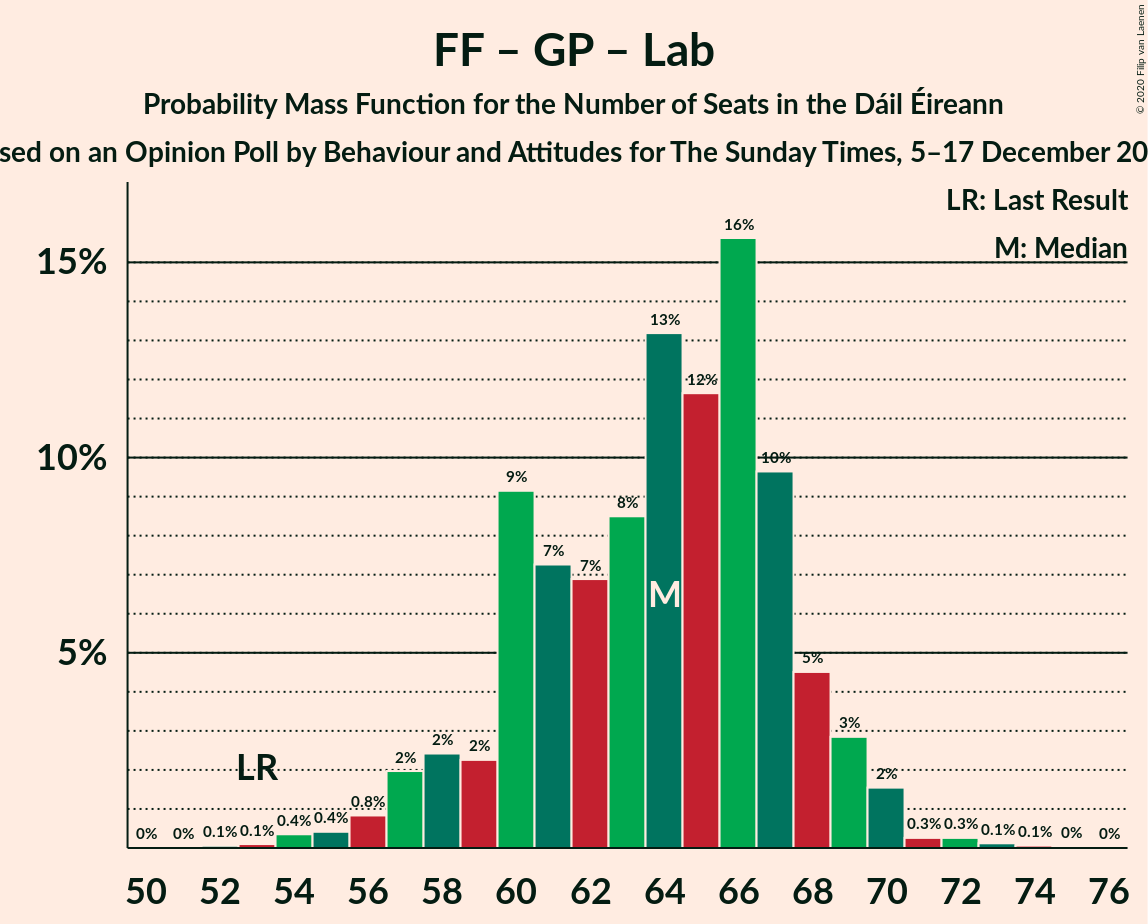 FF – GP – Lab
Probability Mass Function for the Number of Seats in the Dáil Éireann
sed on an Opinion Poll by Behaviour and Attitudes for The Sunday Times, 5–17 December 20
© 2020 Filip van Laenen
LR: Last Result
M: Median
15%
10%
5%
0% 0% 0.1% 0.1% 0.4% 0.4% 0.8% 2% 2% 2% 9% 7% 7% 8% 13% 12% 16% 10% 5% 3% 2% 0.3% 0.3% 0.1% 0.1% 0% 0%
LR
M
50 52 54 56 58 60 62 64 66 68 70 72 74 76